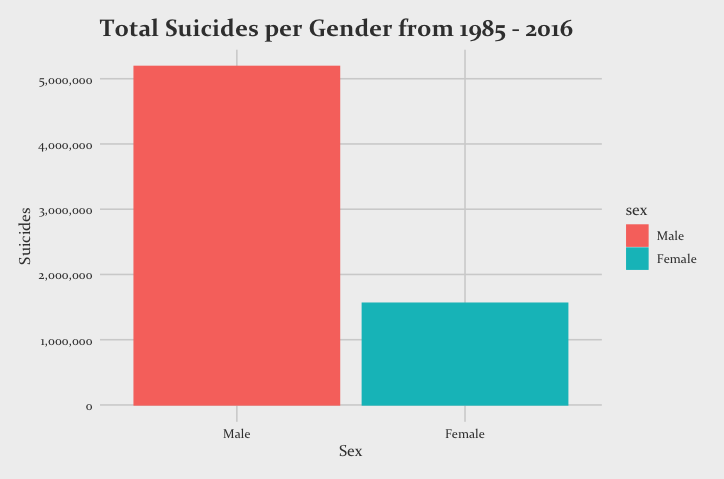 Total Suicides per Gender from 1985 - 2016
5,000,000
4,000,000
3,000,000
2,000,000
1,000,000
0
Suicides
Male
Female
Sex
sex
Male
Female